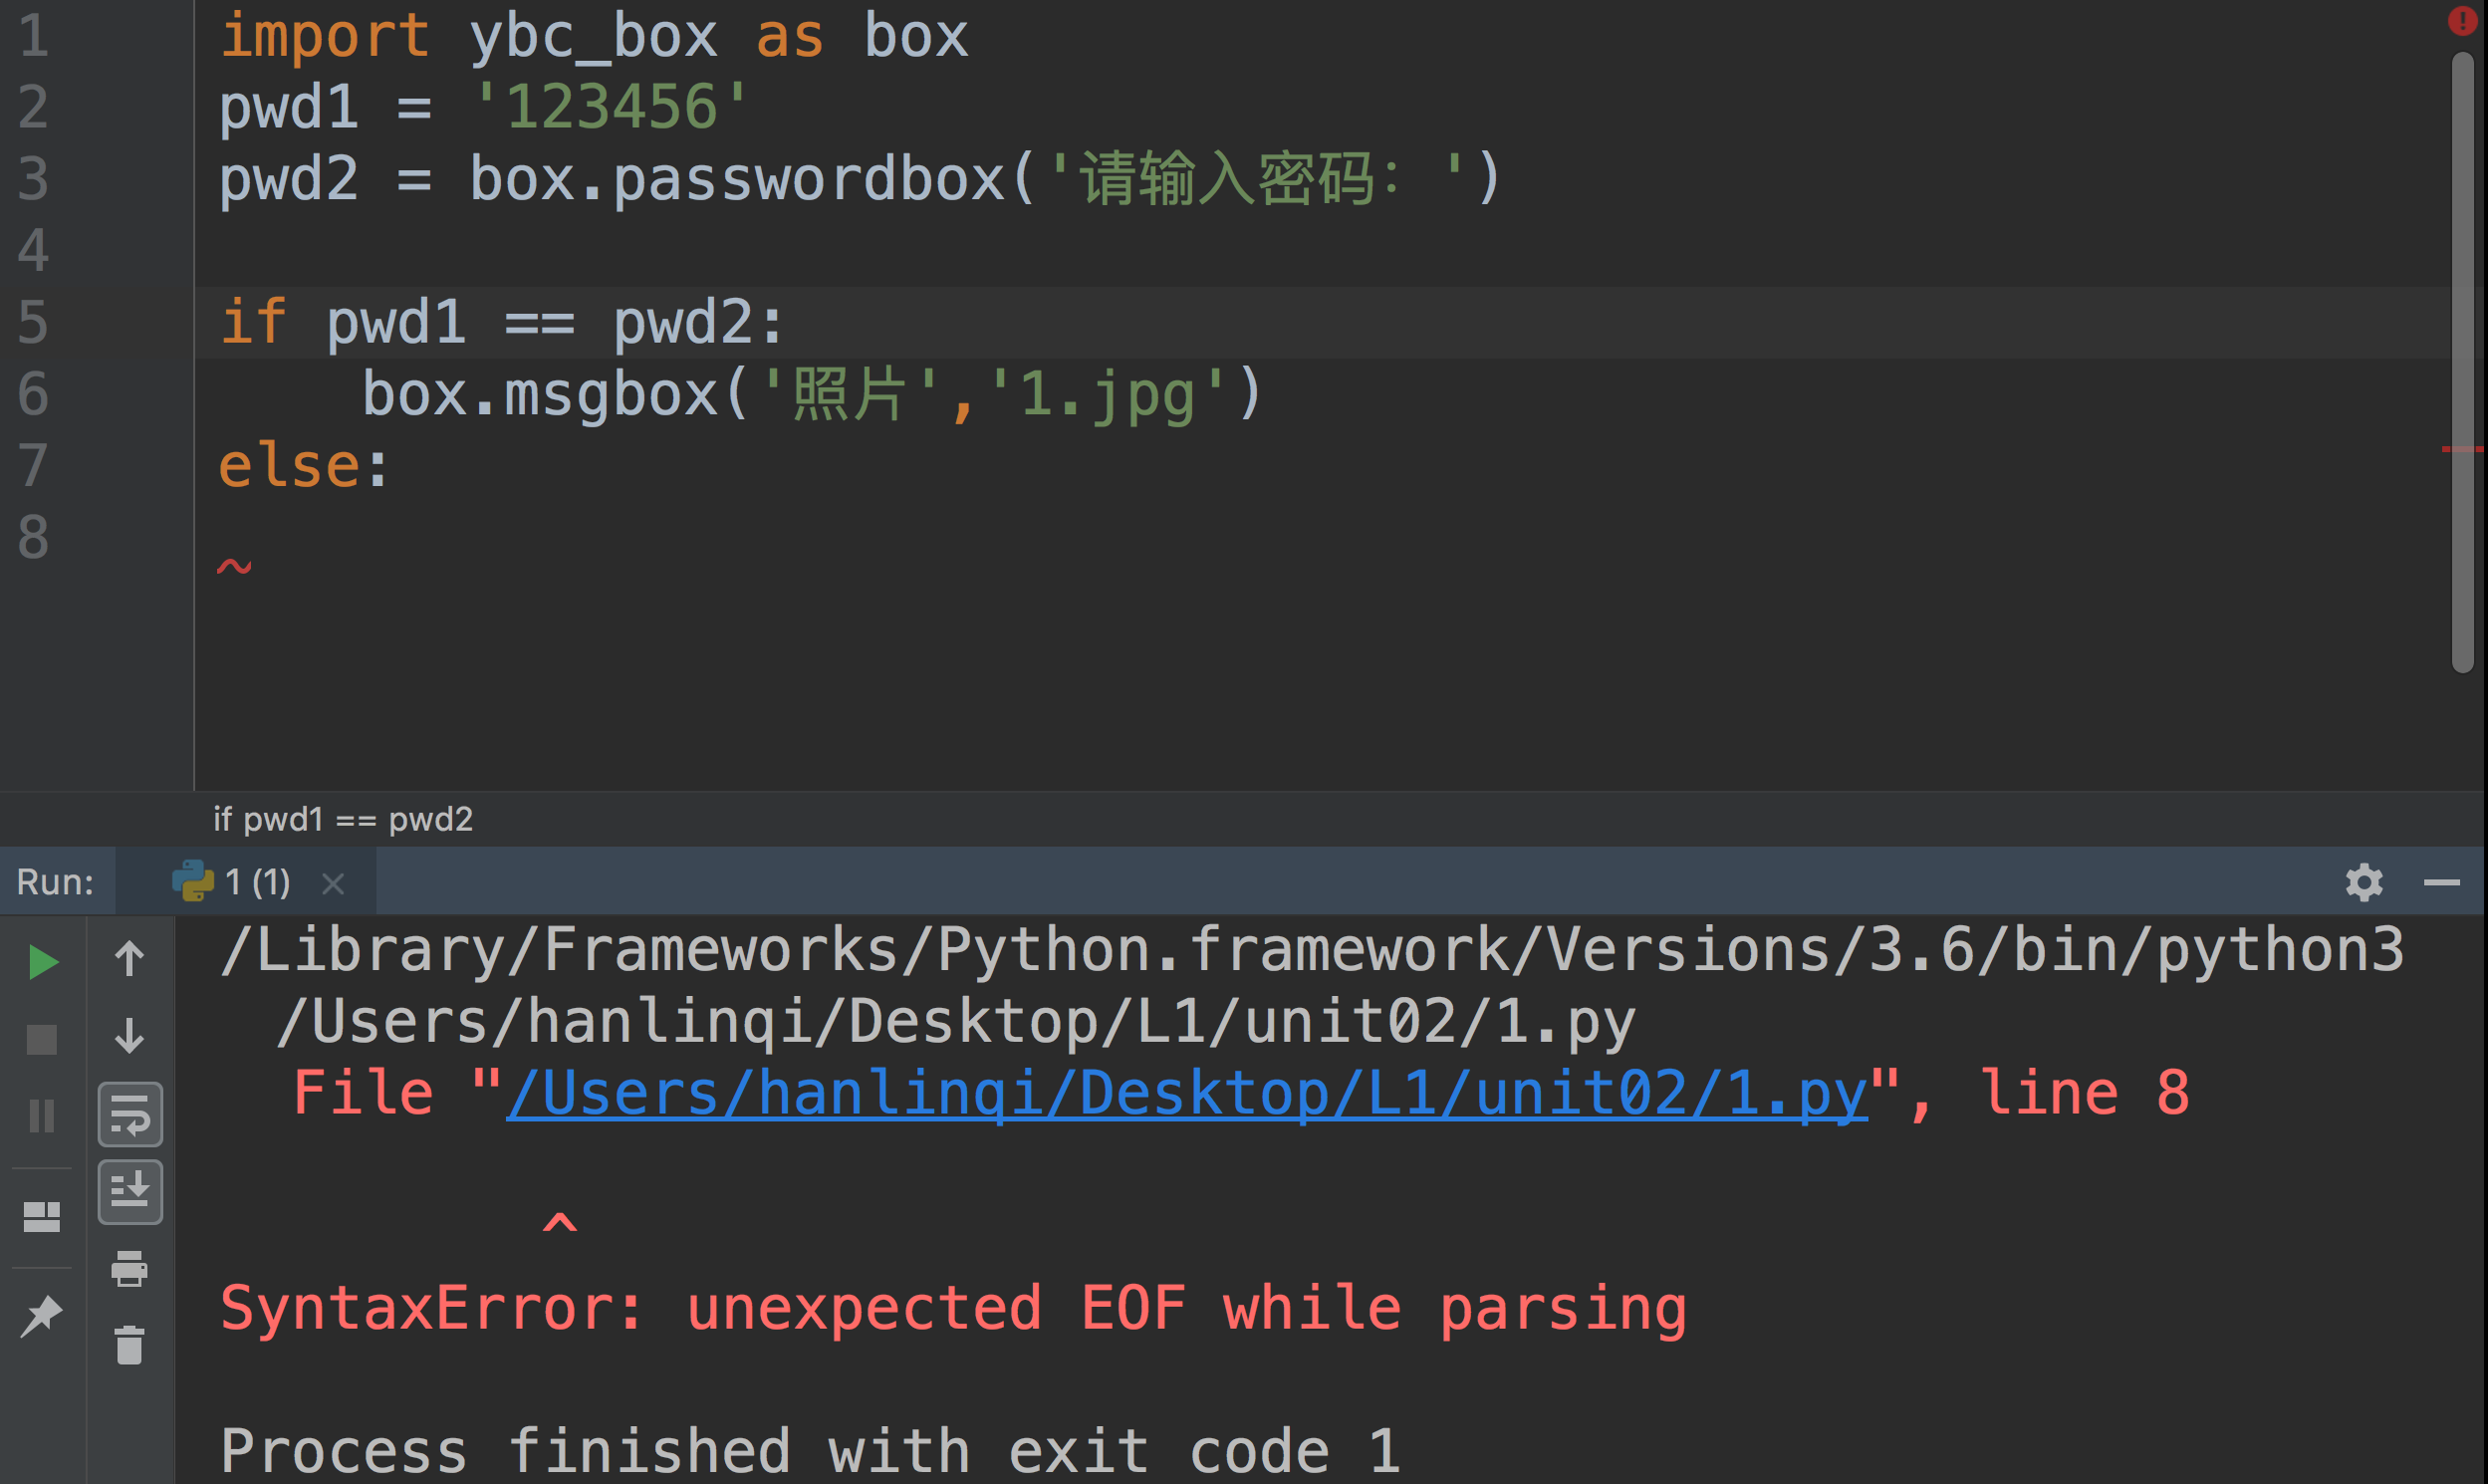 1 import ybc_box as box
2 pwd1 = '123456'
3 pwd2 = box.passwordbox('请输入密码：')
4
5 if pwd1 == pwd2:
6     box.msgbox('照片','1.jpg')
7 else:
8
if pwd1 == pwd2
Run: 1 (1)
/Library/Frameworks/Python.framework/Versions/3.6/bin/python3
/Users/hanlinqi/Desktop/L1/unit02/1.py
File "/Users/hanlinqi/Desktop/L1/unit02/1.py", line 8
^
SyntaxError: unexpected EOF while parsing
Process finished with exit code 1